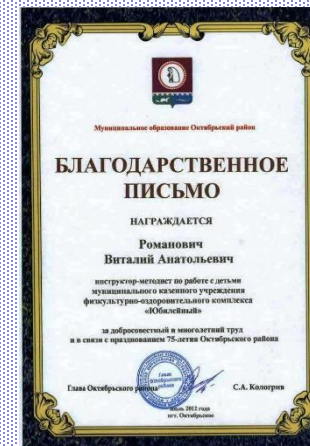 Муниципальное образование Октябрьский район
БЛАГОДАРСТВЕННОЕ
ПИСЬМО
НАГРАЖДАЕТСЯ
Романович
Виталий Анатольевич
инструктор-методист по работе с детьми
муниципального казенного учреждения
физкультурно-оздоровительного комплекса
«Юбилейный»
за добросовестный и многолетний труд
и в связи с празднованием 75-летия Октябрьского района
Глава Октябрьского района С.А. Кологрив
2012 года
пгт. Октябрьское